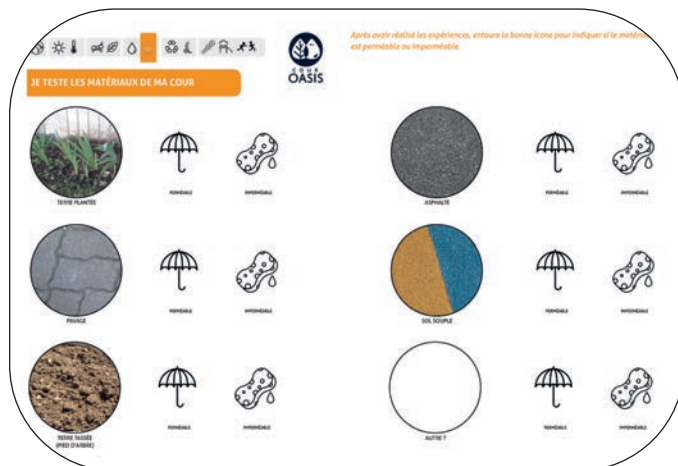 Après avoir réalisé les expériences, entoure la bonne icone pour indiquer si le matériau
est perméable ou imperméable.
COUR
OASIS
JE TESTE LES MATÉRIAUX DE MA COUR
TERRE PLANTÉE
PERMÉABLE
IMPERMÉABLE
ASPHALTE
PERMÉABLE
IMPERMÉABLE
PAVAGE
PERMÉABLE
IMPERMÉABLE
SOL SOUPLE
PERMÉABLE
IMPERMÉABLE
TERRE TASSÉE
(PIED D'ARBRE)
PERMÉABLE
IMPERMÉABLE
AUTRE ?
PERMÉABLE
IMPERMÉABLE